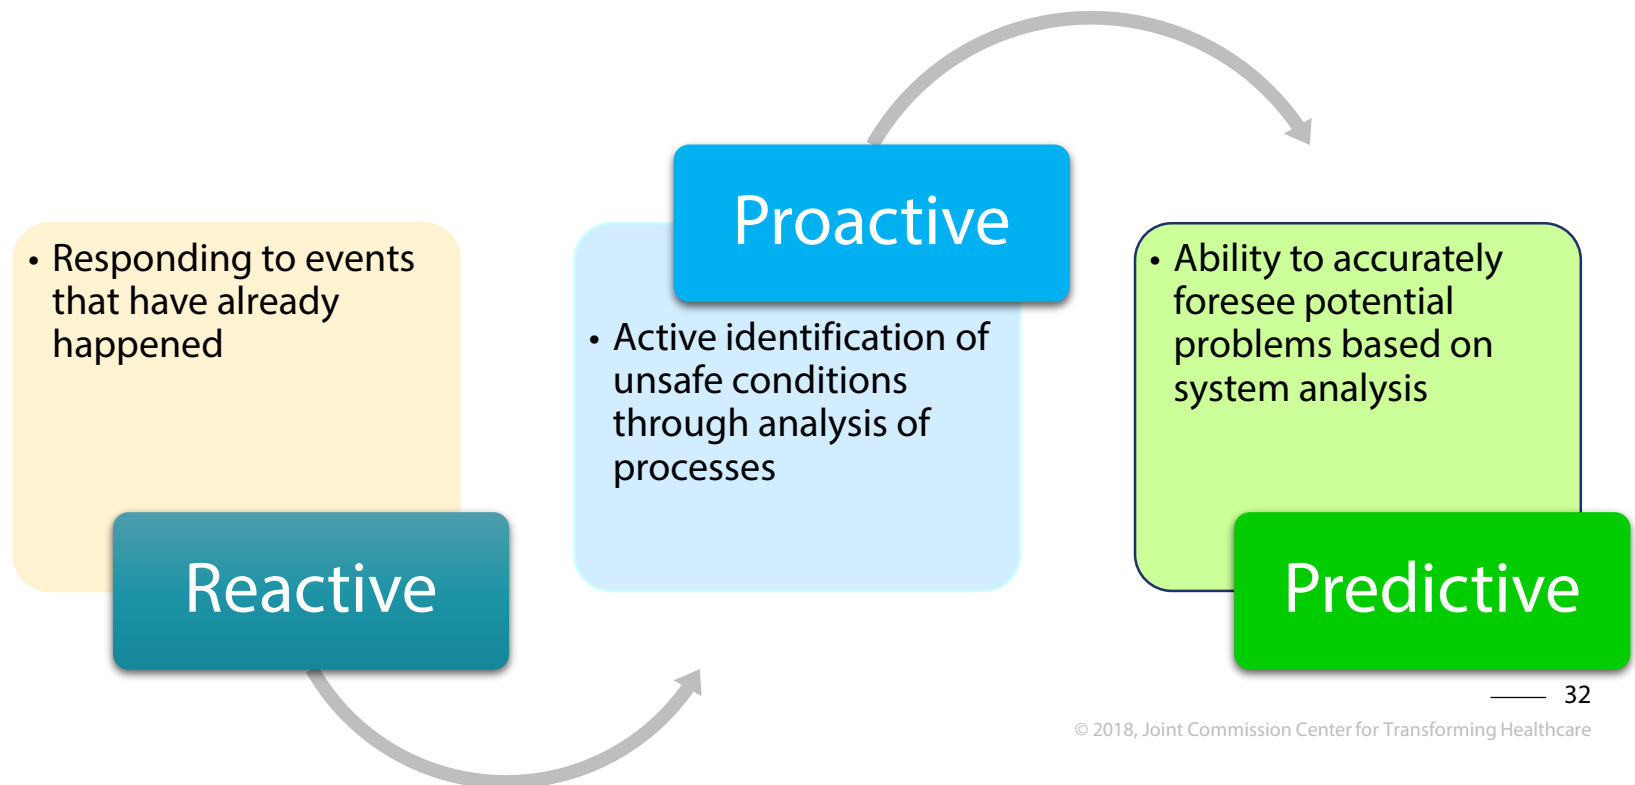 • Responding to events
that have already
happened
Reactive
Proactive
• Active identification of
unsafe conditions
through analysis of
processes
• Ability to accurately
foresee potential
problems based on
system analysis
Predictive
32
© 2018, Joint Commission Center for Transforming Healthcare